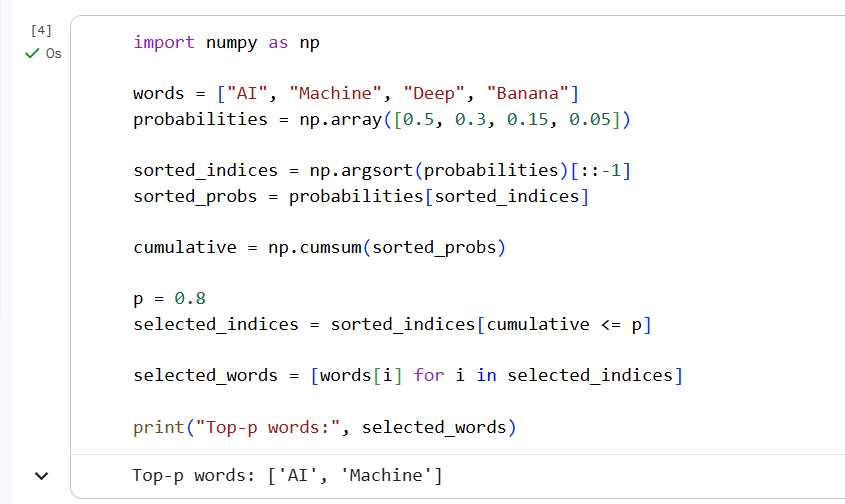 [4]
0s
import numpy as np
words = ["AI", "Machine", "Deep", "Banana"]
probabilities = np.array([0.5, 0.3, 0.15, 0.05])
sorted_indices = np.argsort(probabilities)[::-1]
sorted_probs = probabilities[sorted_indices]
cumulative = np.cumsum(sorted_probs)
p = 0.8
selected_indices = sorted_indices[cumulative <= p]
selected_words = [words[i] for i in selected_indices]
print("Top-p words:", selected_words)
Top-p words: ['AI', 'Machine']